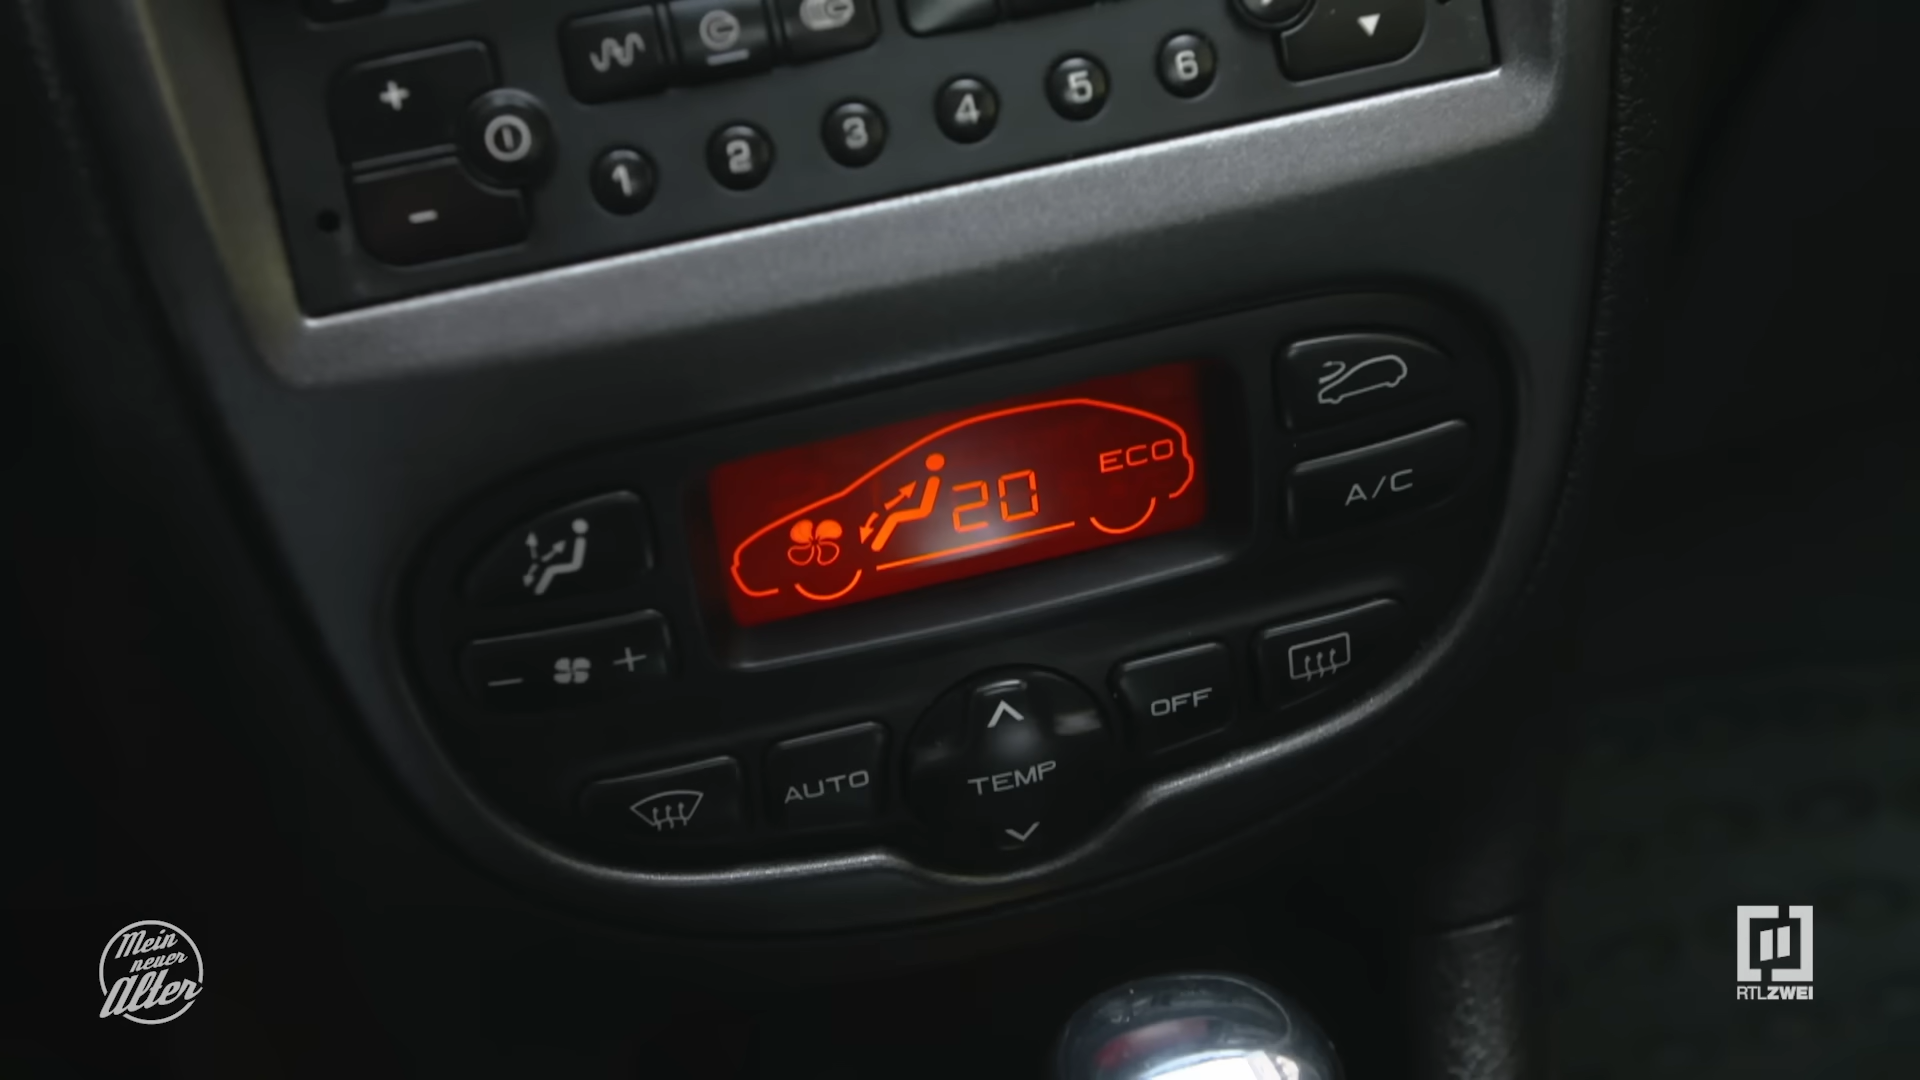 +
-
1 2 3 4 5 6
ECO
20
A/C
- +
OFF
AUTO
TEMP
Mein
neuer
Alter
RTLZWEI